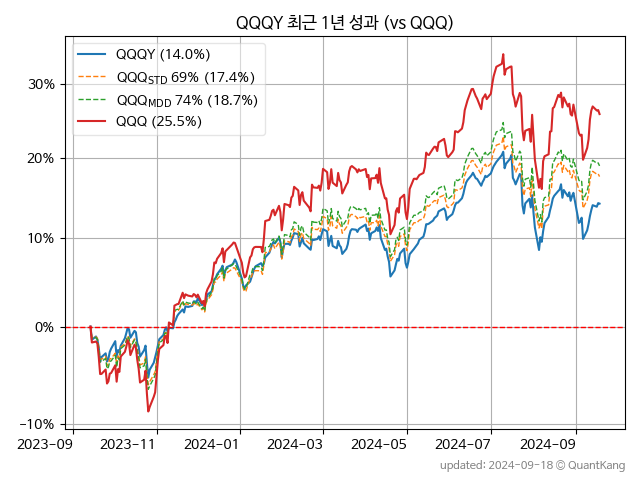 QQQY 최근 1년 성과 (vs QQQ)
QQQY (14.0%)
QQQSTD 69% (17.4%)
QQQMDD 74% (18.7%)
QQQ (25.5%)
30%
20%
10%
0%
−10%
2023-09 2023-11 2024-01 2024-03 2024-05 2024-07 2024-09
updated: 2024-09-18 © QuantKang